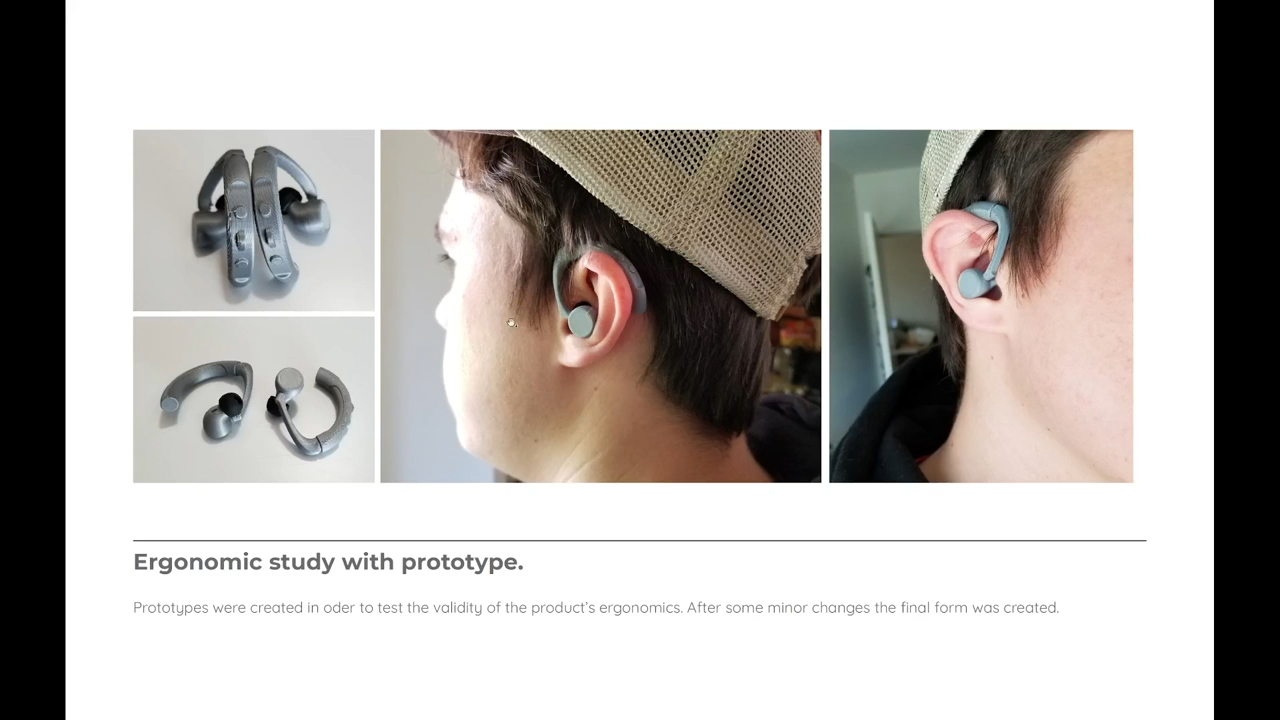 Ergonomic study with prototype.
Prototypes were created in oder to test the validity of the product's ergonomics. After some minor changes the final form was created.